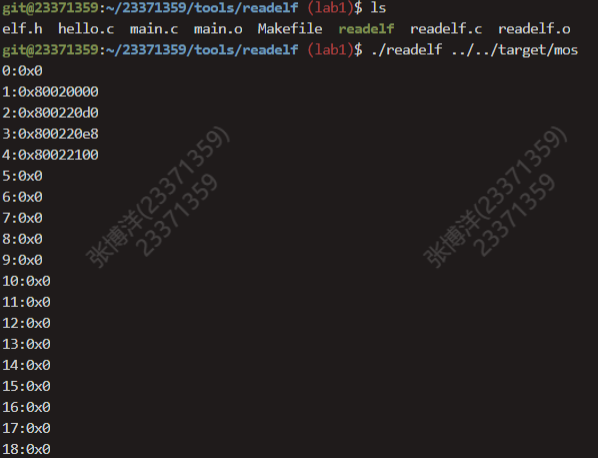 git@23371359:~/23371359/tools/readelf (lab1)$ ls
elf.h  hello.c  main.c  main.o  Makefile  readelf  readelf.c  readelf.o
git@23371359:~/23371359/tools/readelf (lab1)$ ./readelf ../../target/mos
0:0x0
1:0x80020000
2:0x800220d0
3:0x800220e8
4:0x80022100
5:0x0
6:0x0
7:0x0
8:0x0
9:0x0
10:0x0
11:0x0
12:0x0
13:0x0
14:0x0
15:0x0
16:0x0
17:0x0
18:0x0
张博洋(23371359)
23371359
张博洋(23371359)
23371359